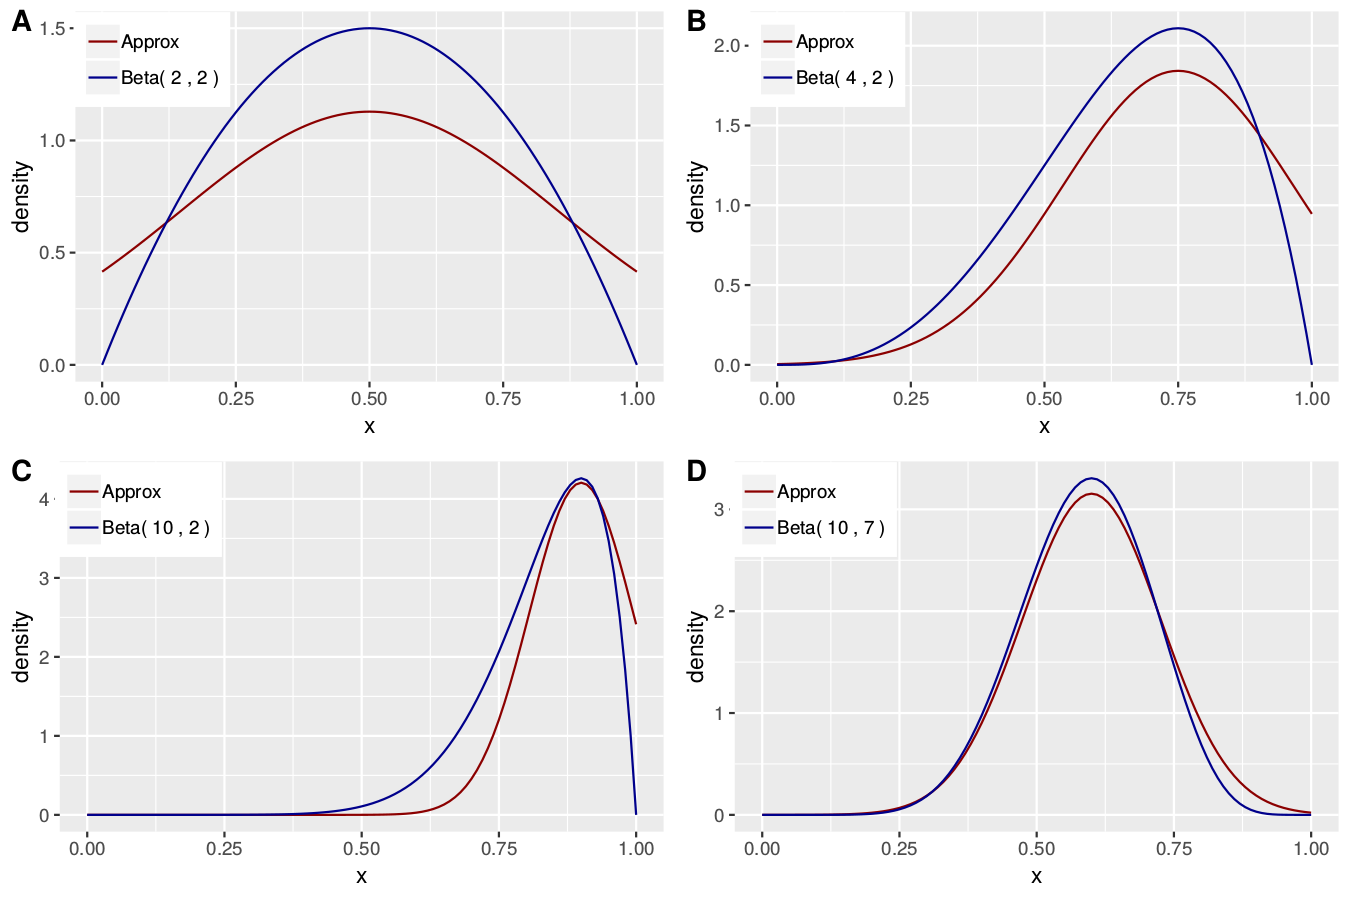 A
Approx
Beta( 2 , 2 )
density
1.5
1.0
0.5
0.0
0.00 0.25 0.50 0.75 1.00
x
B
Approx
Beta( 4 , 2 )
density
2.0
1.5
1.0
0.5
0.0
0.00 0.25 0.50 0.75 1.00
x
C
Approx
Beta( 10 , 2 )
density
4
3
2
1
0
0.00 0.25 0.50 0.75 1.00
x
D
Approx
Beta( 10 , 7 )
density
3
2
1
0
0.00 0.25 0.50 0.75 1.00
x